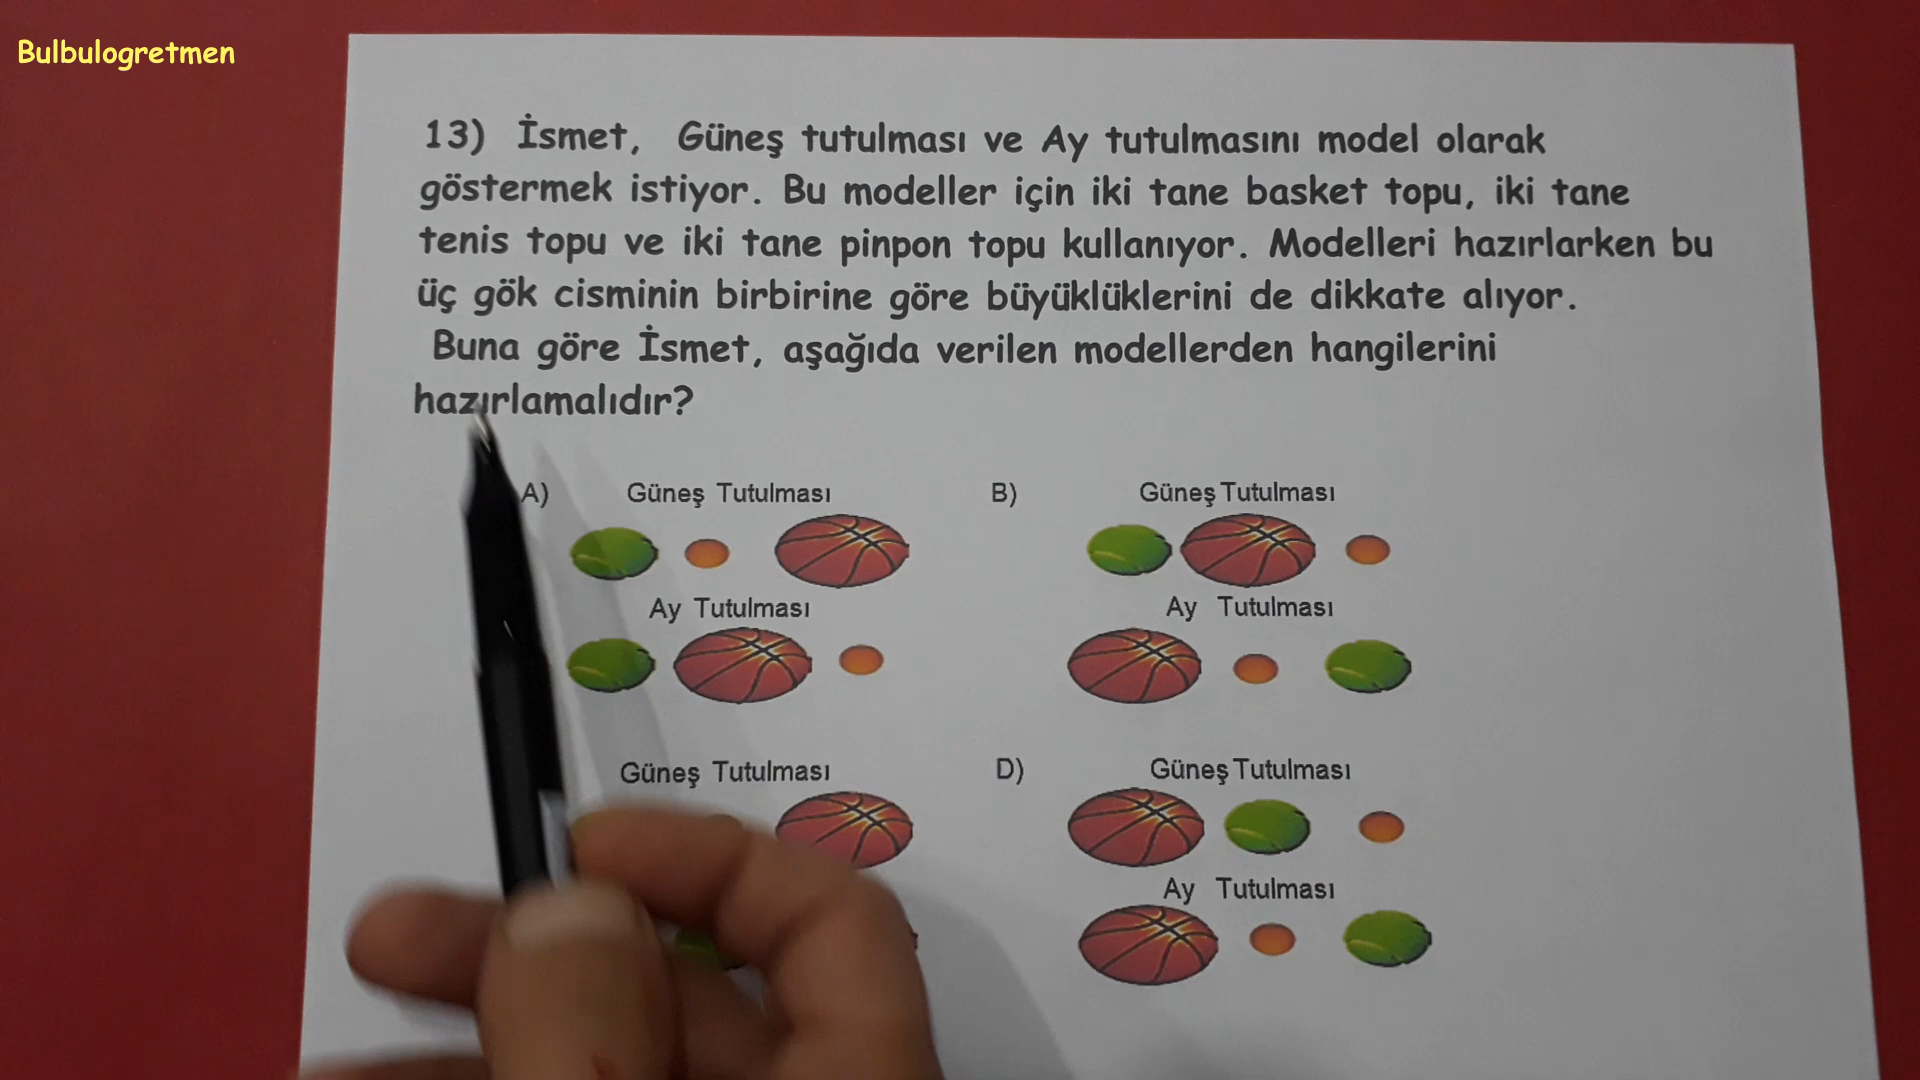 Bulbulogretmen
13) İsmet, Güneş tutulması ve Ay tutulmasını model olarak
göstermek istiyor. Bu modeller için iki tane basket topu, iki tane
tenis topu ve iki tane pinpon topu kullanıyor. Modelleri hazırlarken bu
üç gök cisminin birbirine göre büyüklüklerini de dikkate alıyor.
Buna göre İsmet, aşağıda verilen modellerden hangilerini
hazırlamalıdır?
A) Güneş Tutulması
Ay Tutulması
B) Güneş Tutulması
Ay Tutulması
Güneş Tutulması
D) Güneş Tutulması
Ay Tutulması